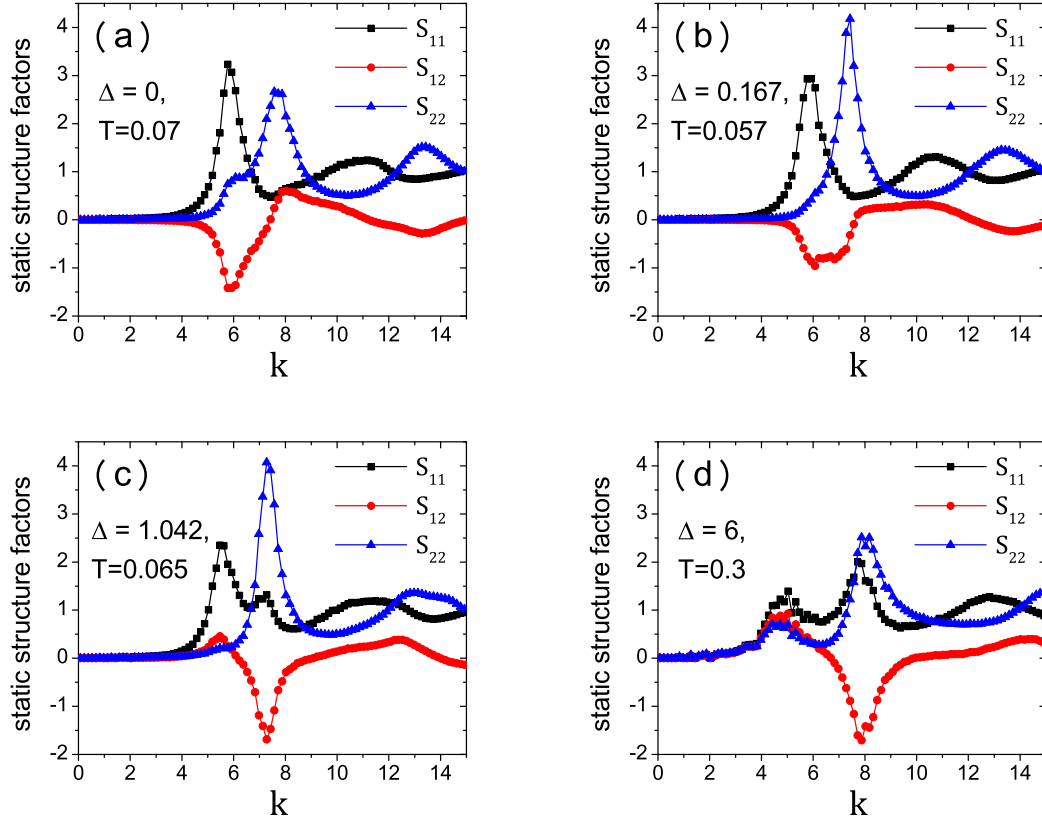 (a)
S11
S12
S22
Δ = 0,
T=0.07
static structure factors
4
3
2
1
0
-1
-2
0 2 4 6 8 10 12 14
k
(b)
S11
S12
S22
Δ = 0.167,
T=0.057
static structure factors
4
3
2
1
0
-1
-2
0 2 4 6 8 10 12 14
k
(c)
S11
S12
S22
Δ = 1.042,
T=0.065
static structure factors
4
3
2
1
0
-1
-2
0 2 4 6 8 10 12 14
k
(d)
S11
S12
S22
Δ = 6,
T=0.3
static structure factors
4
3
2
1
0
-1
-2
0 2 4 6 8 10 12 14
k